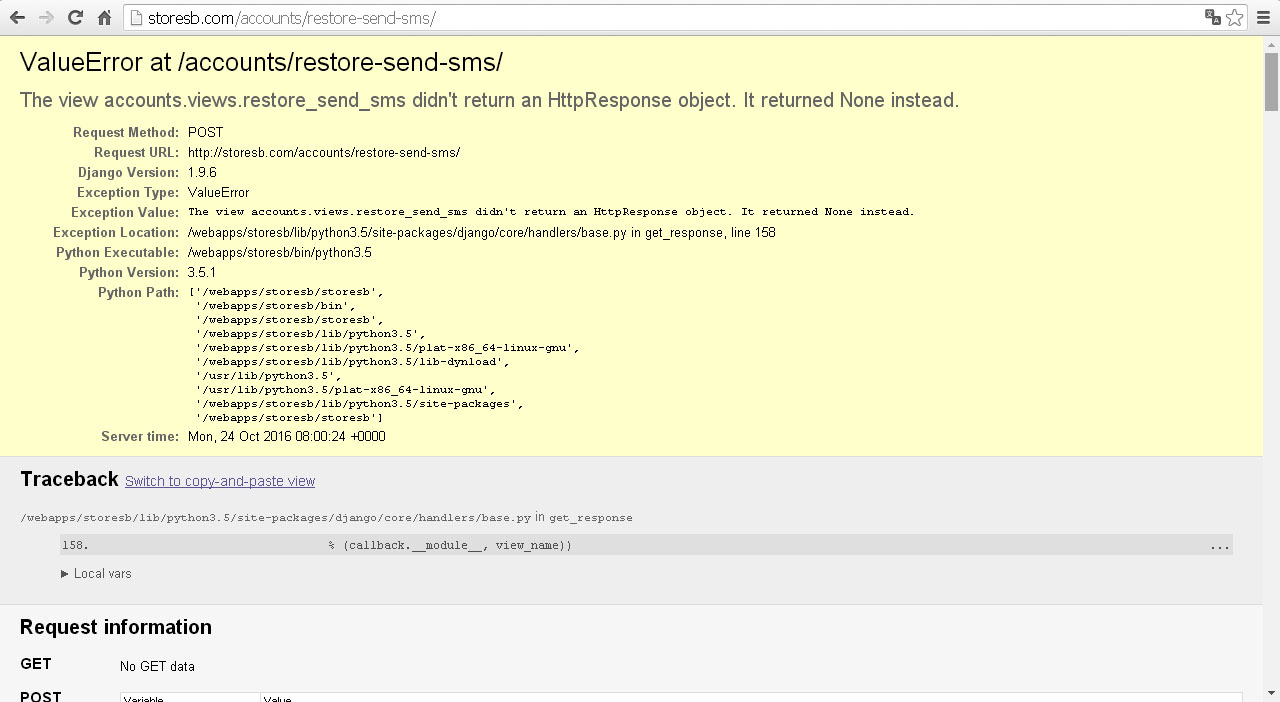 storesb.com/accounts/restore-send-sms/
ValueError at /accounts/restore-send-sms/
The view accounts.views.restore_send_sms didn't return an HttpResponse object. It returned None instead.
Request Method: POST
Request URL: http://storesb.com/accounts/restore-send-sms/
Django Version: 1.9.6
Exception Type: ValueError
Exception Value: The view accounts.views.restore_send_sms didn't return an HttpResponse object. It returned None instead.
Exception Location: /webapps/storesb/lib/python3.5/site-packages/django/core/handlers/base.py in get_response, line 158
Python Executable: /webapps/storesb/bin/python3.5
Python Version: 3.5.1
Python Path: ['/webapps/storesb/storesb',
'/webapps/storesb/bin',
'/webapps/storesb/storesb',
'/webapps/storesb/lib/python3.5',
'/webapps/storesb/lib/python3.5/plat-x86_64-linux-gnu',
'/webapps/storesb/lib/python3.5/lib-dynload',
'/usr/lib/python3.5',
'/usr/lib/python3.5/plat-x86_64-linux-gnu',
'/webapps/storesb/lib/python3.5/site-packages',
'/webapps/storesb/storesb']
Server time: Mon, 24 Oct 2016 08:00:24 +0000
Traceback Switch to copy-and-paste view
/webapps/storesb/lib/python3.5/site-packages/django/core/handlers/base.py in get_response
158. % (callback.__module__, view_name)) ...
▶ Local vars
Request information
GET No GET data
POST Variable Value